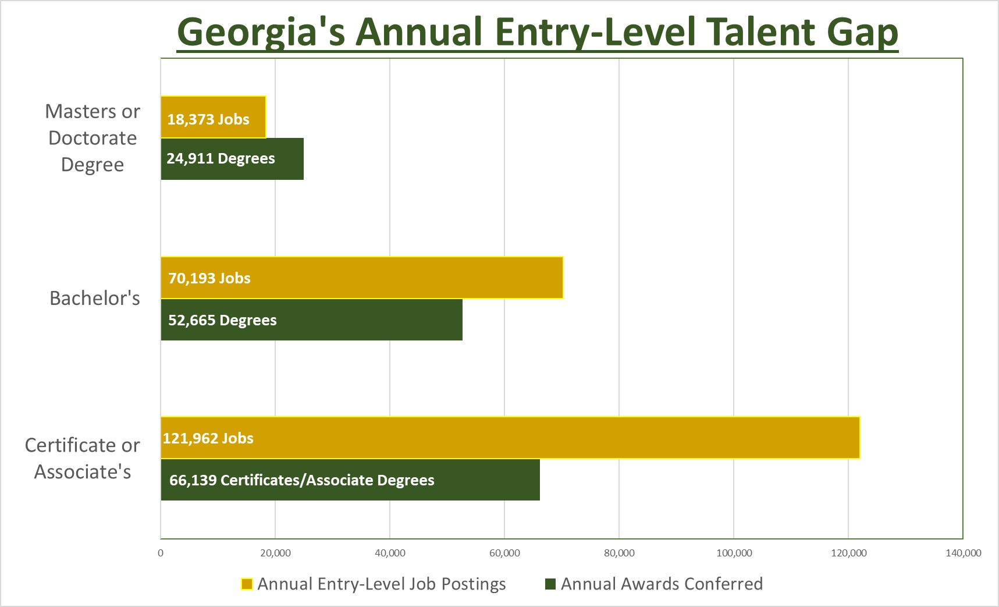 Georgia's Annual Entry-Level Talent Gap
Masters or
Doctorate
Degree
18,373 Jobs
24,911 Degrees
Bachelor's
70,193 Jobs
52,665 Degrees
Certificate or
Associate's
121,962 Jobs
66,139 Certificates/Associate Degrees
0 20,000 40,000 60,000 80,000 100,000 120,000 140,000
Annual Entry-Level Job Postings Annual Awards Conferred